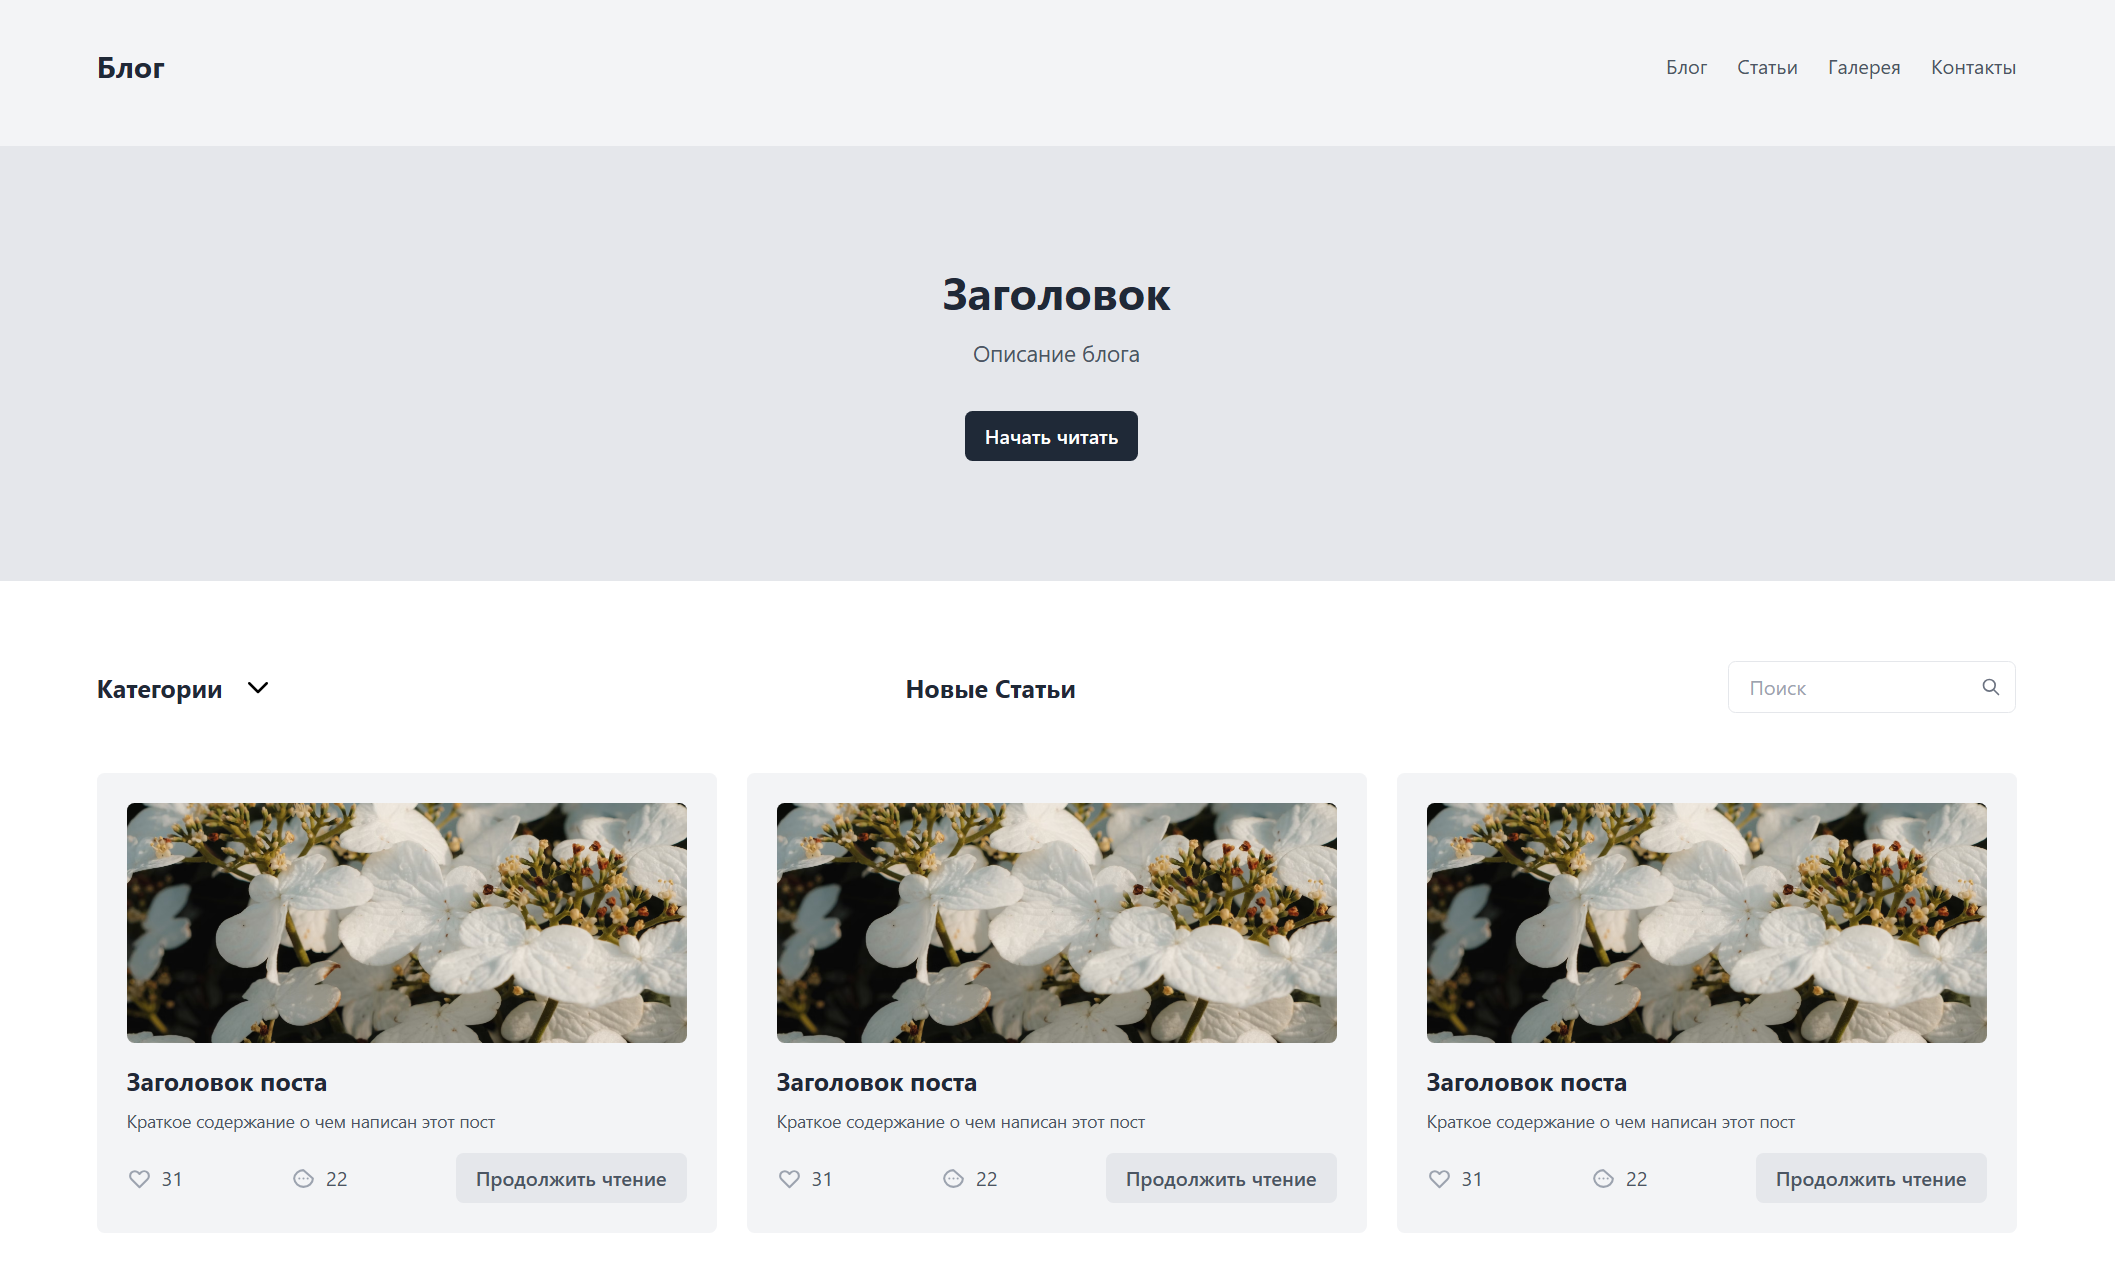 Блог
Блог Статьи Галерея Контакты
Заголовок
Описание блога
Начать читать
Категории
Новые Статьи
Поиск
Заголовок поста
Краткое содержание о чем написан этот пост
31 22 Продолжить чтение
Заголовок поста
Краткое содержание о чем написан этот пост
31 22 Продолжить чтение
Заголовок поста
Краткое содержание о чем написан этот пост
31 22 Продолжить чтение